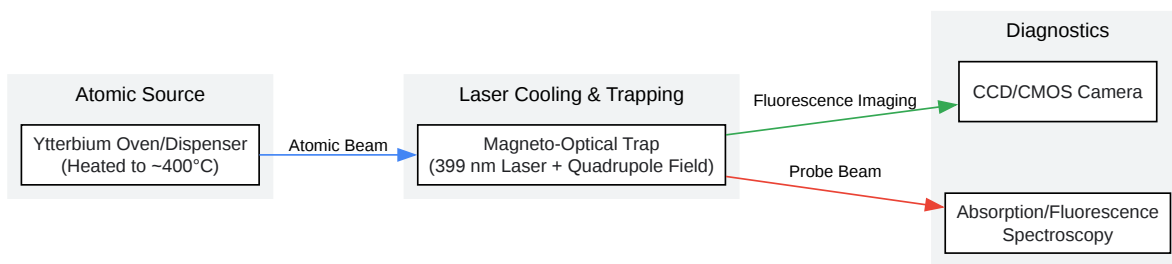 Atomic Source
Ytterbium Oven/Dispenser
(Heated to ~400°C)
Atomic Beam
Laser Cooling & Trapping
Magneto-Optical Trap
(399 nm Laser + Quadrupole Field)
Fluorescence Imaging
Probe Beam
Diagnostics
CCD/CMOS Camera
Absorption/Fluorescence
Spectroscopy